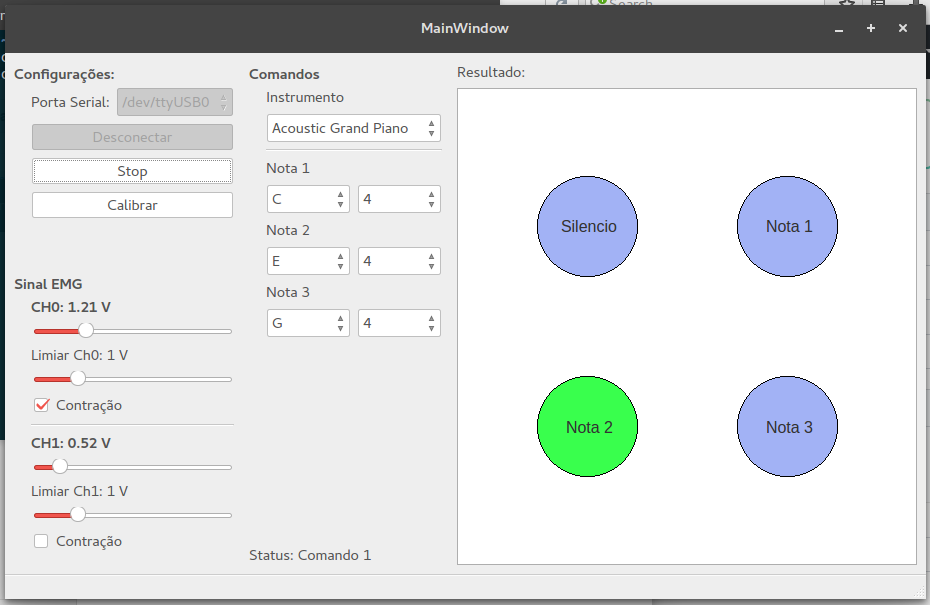 Search
MainWindow
Configurações:
Porta Serial: /dev/ttyUSB0
Desconectar
Stop
Calibrar
Sinal EMG
CH0: 1.21 V
Limiar Ch0: 1 V
Contração
CH1: 0.52 V
Limiar Ch1: 1 V
Contração
Comandos
Instrumento
Acoustic Grand Piano
Nota 1
C 4
Nota 2
E 4
Nota 3
G 4
Status: Comando 1
Resultado:
Silencio Nota 1
Nota 2 Nota 3